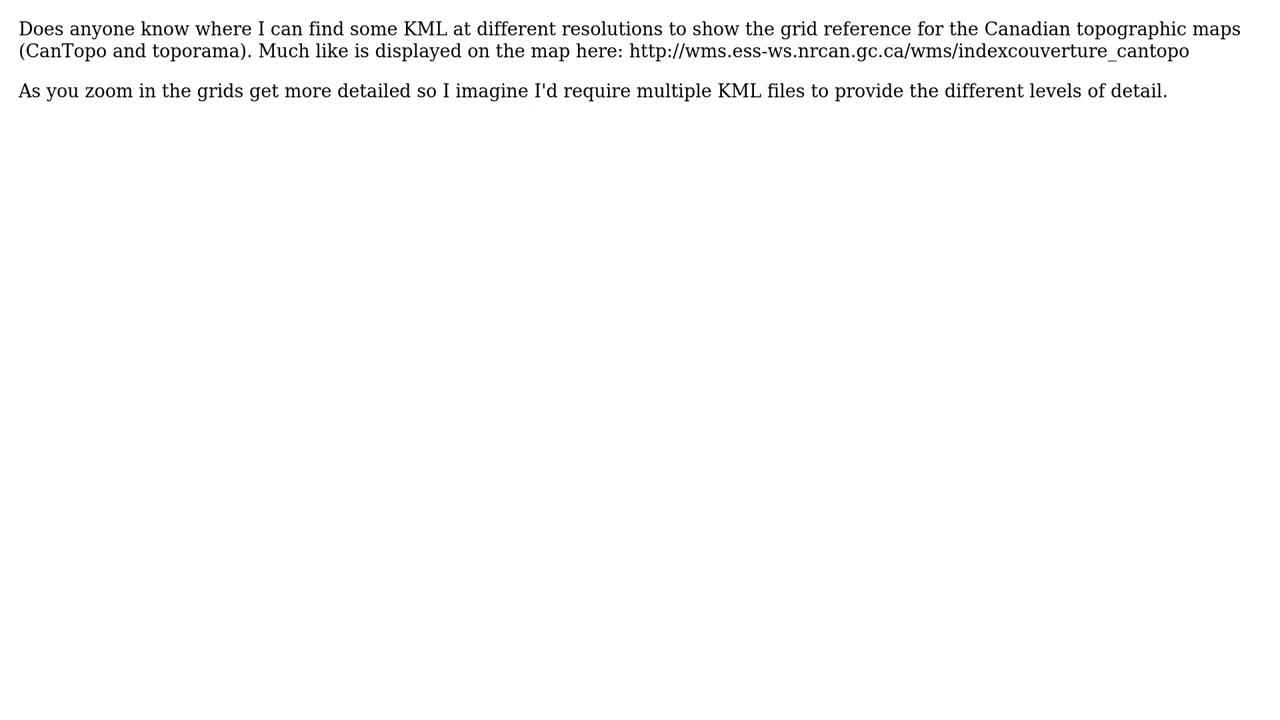 Does anyone know where I can find some KML at different resolutions to show the grid reference for the Canadian topographic maps
(CanTopo and toporama). Much like is displayed on the map here: http://wms.ess-ws.nrcan.gc.ca/wms/indexcouverture_cantopo
As you zoom in the grids get more detailed so I imagine I'd require multiple KML files to provide the different levels of detail.